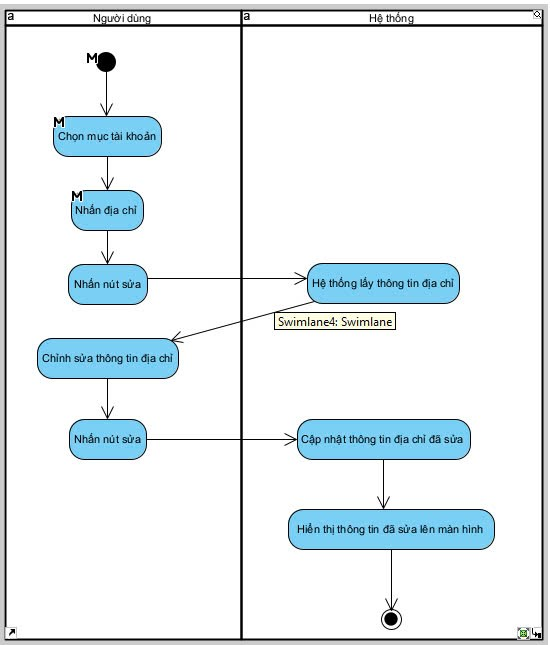 a Người dùng
a Hệ thống
M
M
Chọn mục tài khoản
M
Nhấn địa chỉ
Nhấn nút sửa
Hệ thống lấy thông tin địa chỉ
Swimlane4: Swimlane
Chỉnh sửa thông tin địa chỉ
Nhấn nút sửa
Cập nhật thông tin địa chỉ đã sửa
Hiển thị thông tin đã sửa lên màn hình